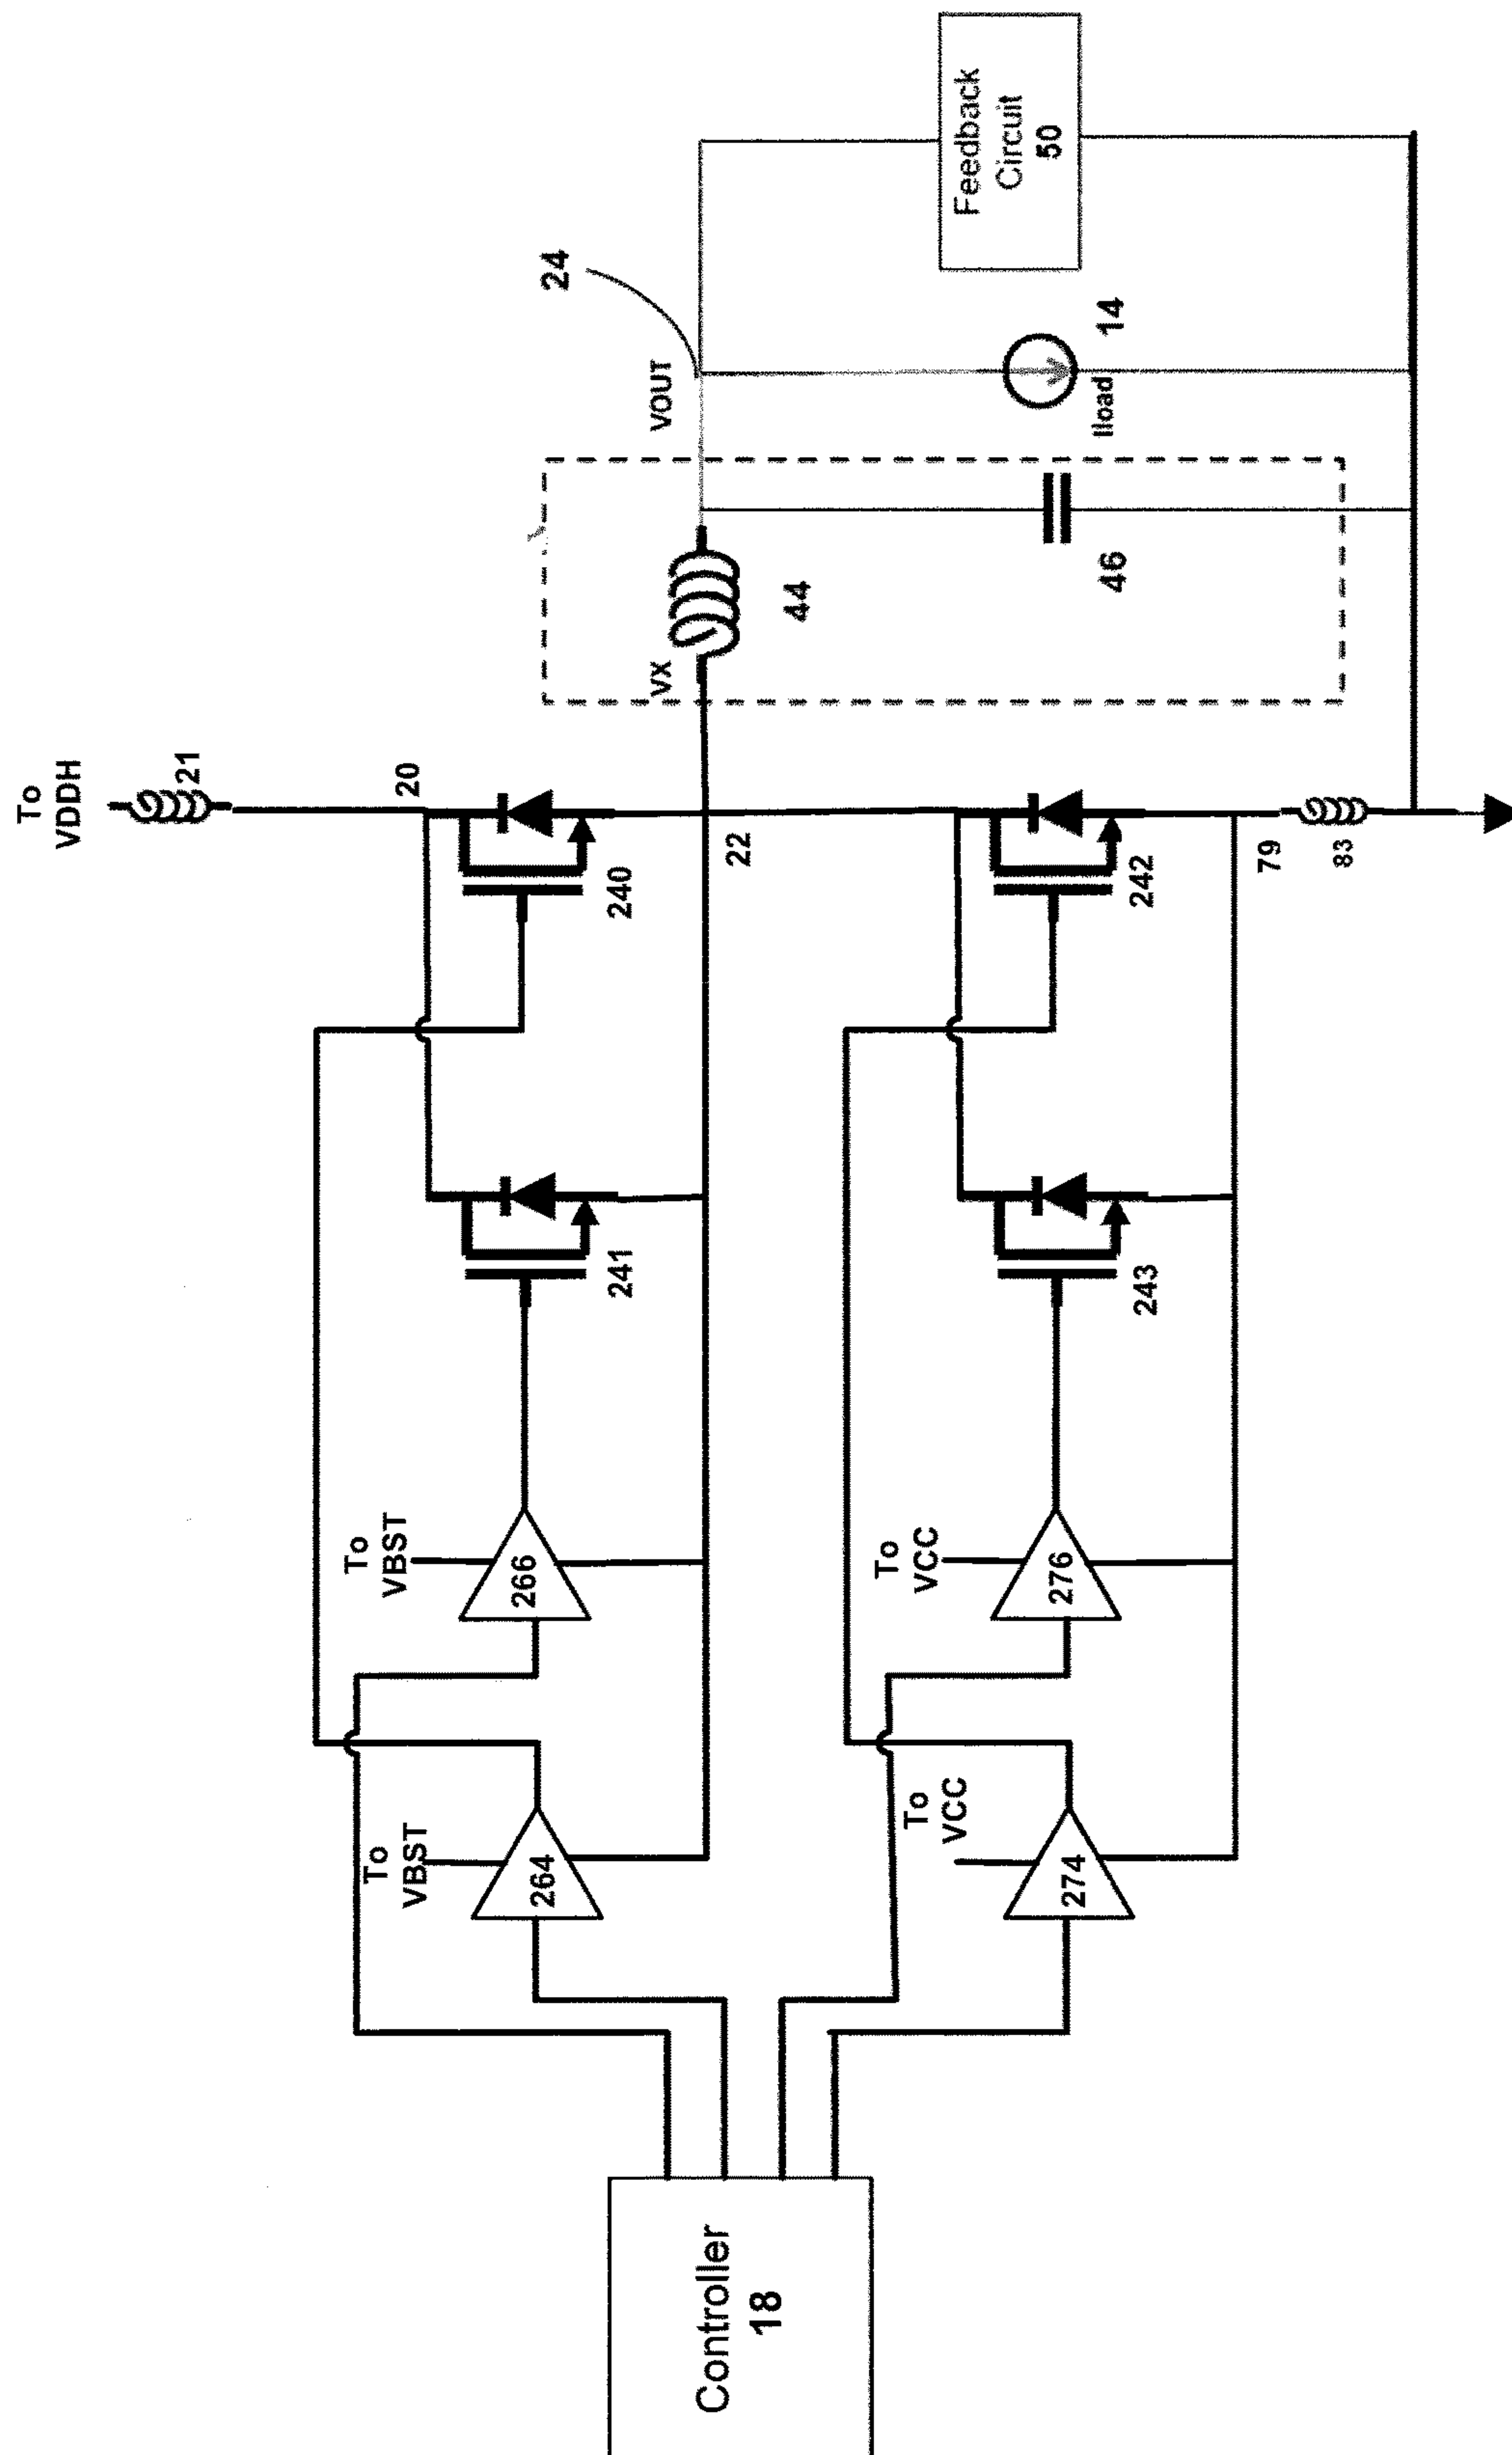 To
VDDH
21
20
240
22
VX
44
VOUT
24
46
Iload
14
Feedback
Circuit
50
242
79
83
241
243
To
VBST
266
To
VCC
276
To
VBST
264
To
VCC
274
Controller
18